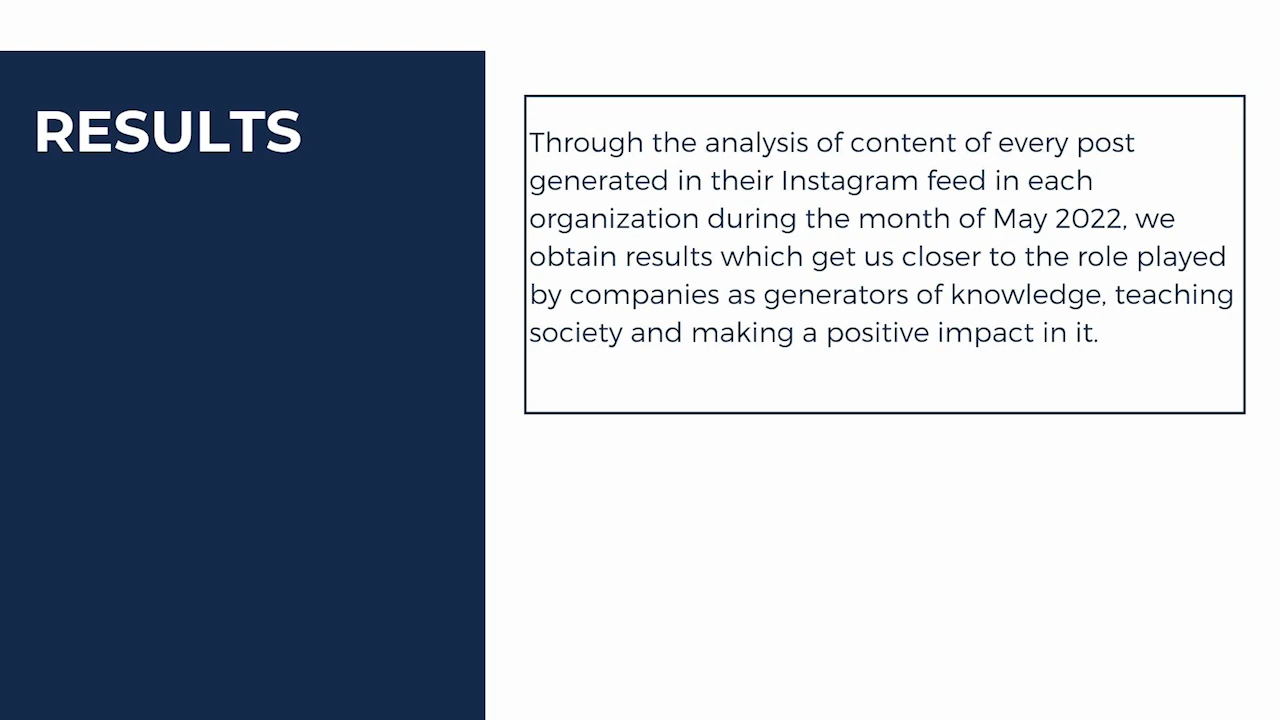 RESULTS
Through the analysis of content of every post
generated in their Instagram feed in each
organization during the month of May 2022, we
obtain results which get us closer to the role played
by companies as generators of knowledge, teaching
society and making a positive impact in it.